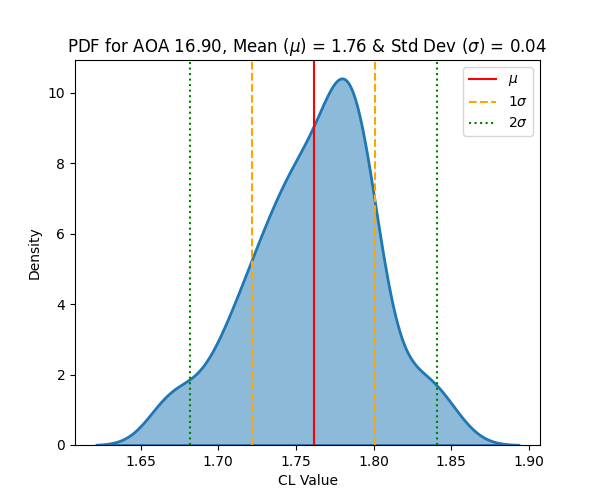 PDF for AOA 16.90, Mean (μ) = 1.76 & Std Dev (σ) = 0.04
μ
1σ
2σ
10
8
6
4
2
0
Density
1.65 1.70 1.75 1.80 1.85 1.90
CL Value